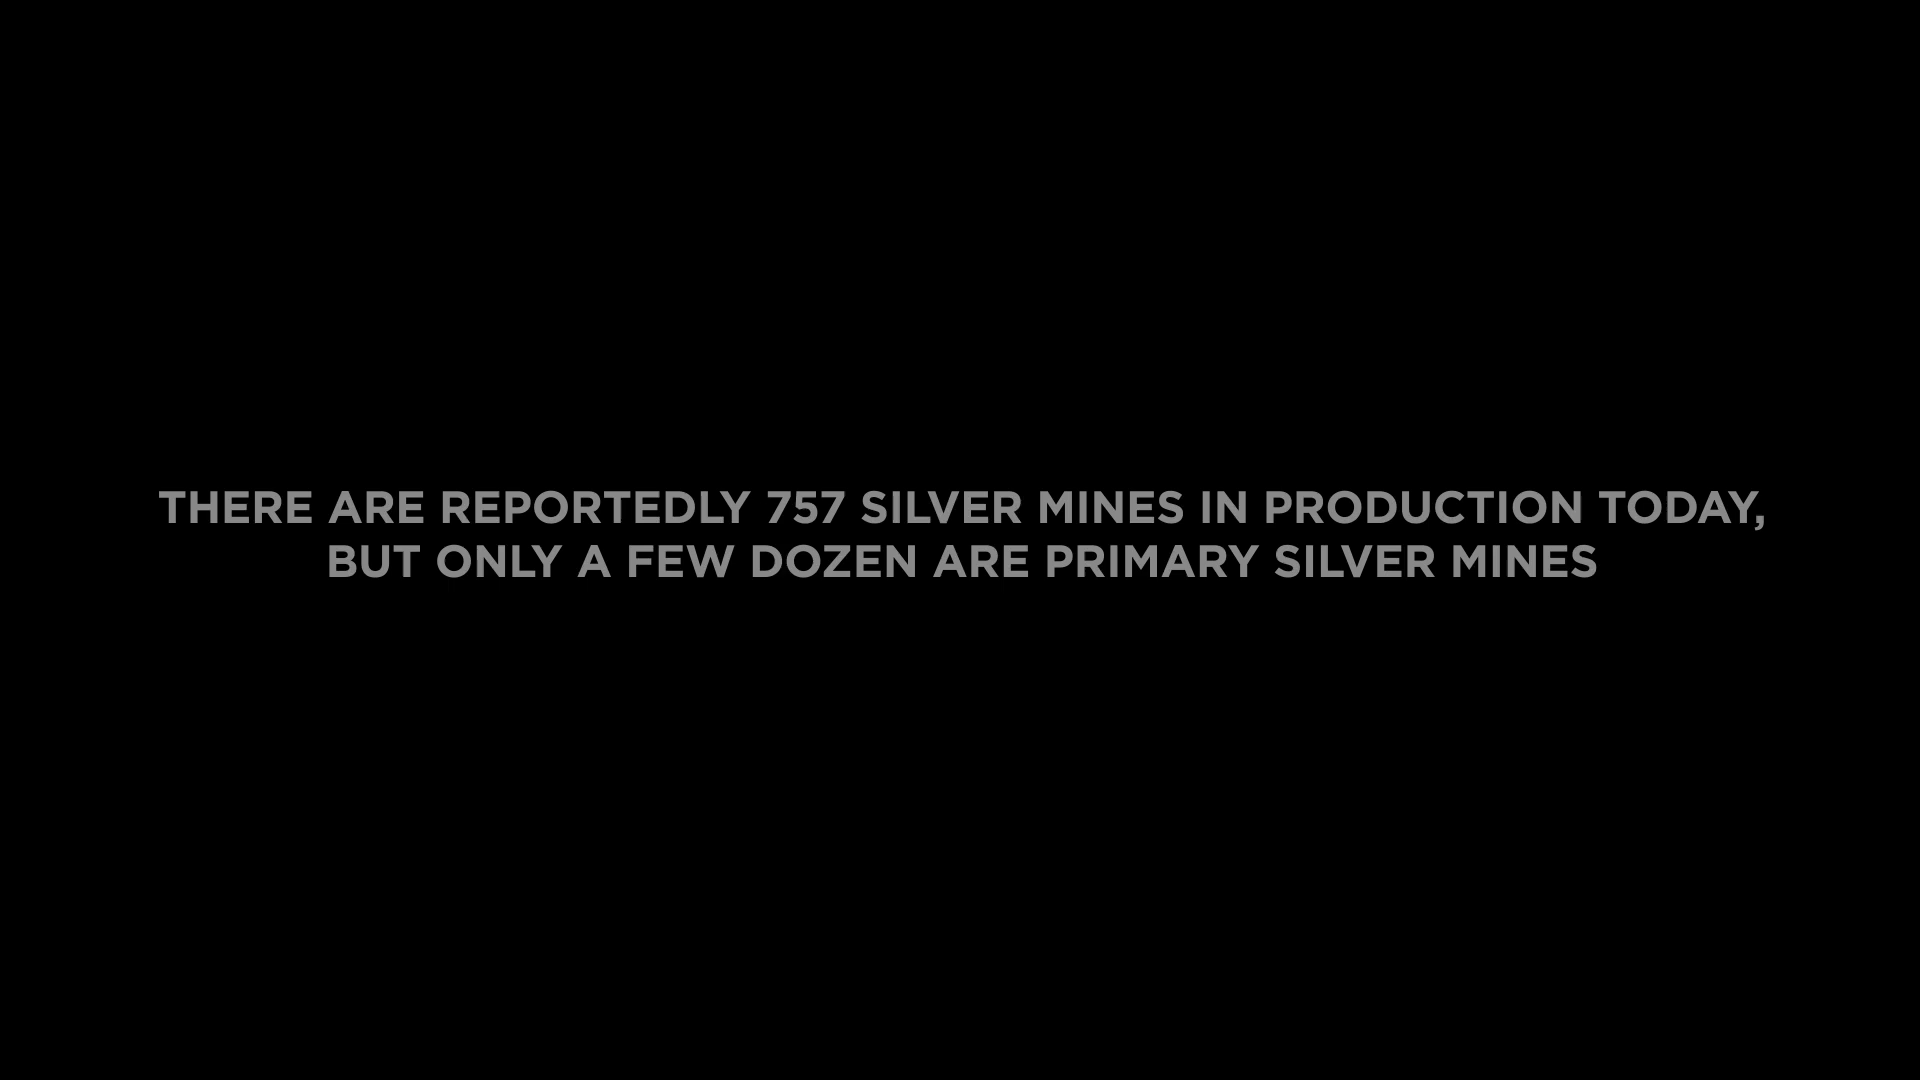 THERE ARE REPORTEDLY 757 SILVER MINES IN PRODUCTION TODAY,
BUT ONLY A FEW DOZEN ARE PRIMARY SILVER MINES